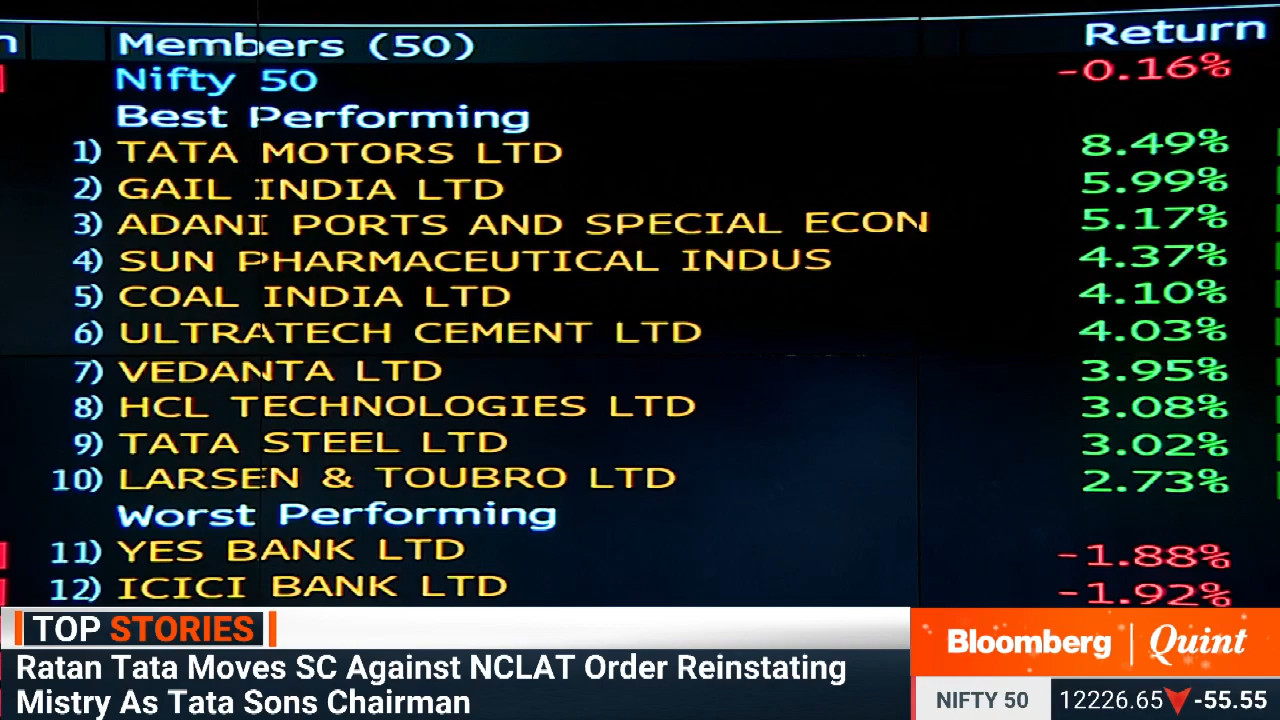 Members (50) Return
Nifty 50 -0.16%
Best Performing
1) TATA MOTORS LTD 8.49%
2) GAIL INDIA LTD 5.99%
3) ADANI PORTS AND SPECIAL ECON 5.17%
4) SUN PHARMACEUTICAL INDUS 4.37%
5) COAL INDIA LTD 4.10%
6) ULTRATECH CEMENT LTD 4.03%
7) VEDANTA LTD 3.95%
8) HCL TECHNOLOGIES LTD 3.08%
9) TATA STEEL LTD 3.02%
10) LARSEN & TOUBRO LTD 2.73%
Worst Performing
11) YES BANK LTD -1.88%
12) ICICI BANK LTD -1.92%
TOP STORIES
Ratan Tata Moves SC Against NCLAT Order Reinstating
Mistry As Tata Sons Chairman
Bloomberg | Quint
NIFTY 50 12226.65 -55.55